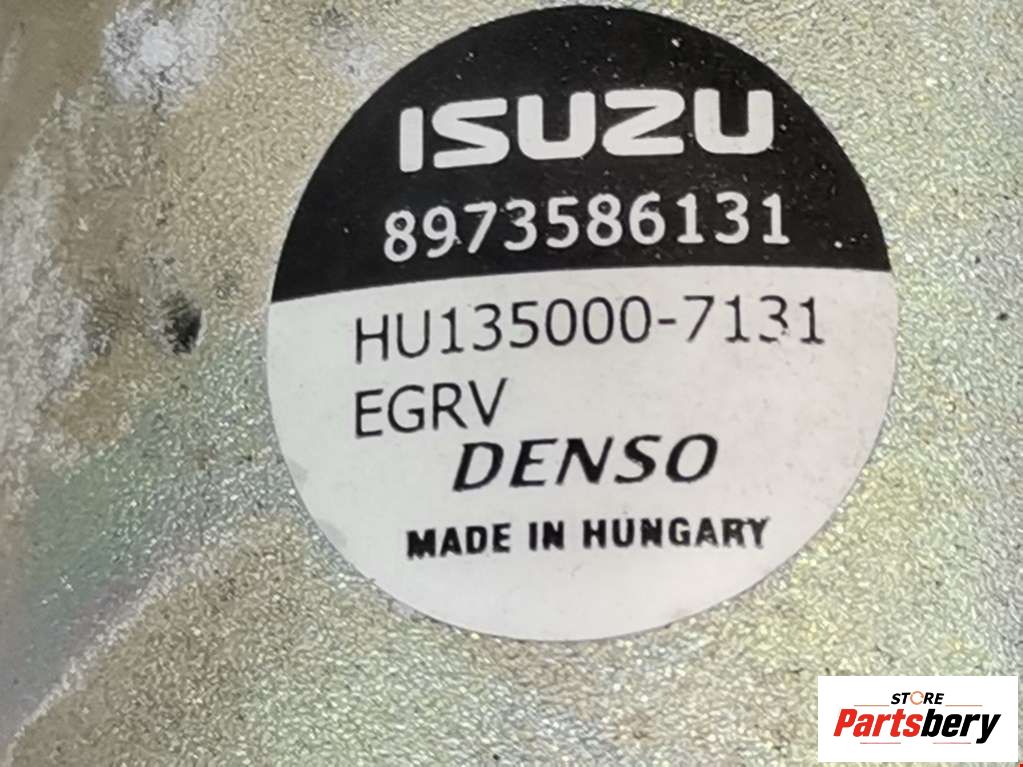 ISUZU
8973586131
HU135000-7131
EGRV
DENSO
MADE IN HUNGARY
STORE
Partsbery